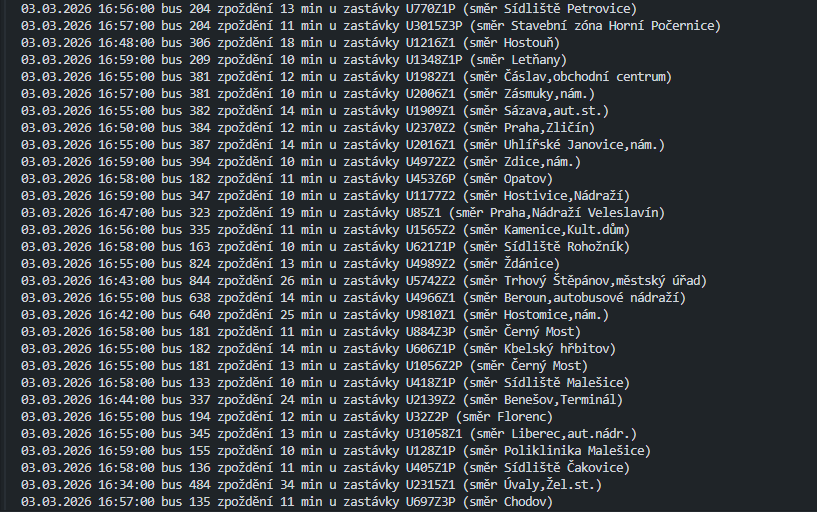 03.03.2026 16:56:00 bus 204 zpoždění 13 min u zastávky U770Z1P (směr Sídliště Petrovice)
03.03.2026 16:57:00 bus 204 zpoždění 11 min u zastávky U3015Z3P (směr Stavební zóna Horní Počernice)
03.03.2026 16:48:00 bus 306 zpoždění 18 min u zastávky U1216Z1 (směr Hostouň)
03.03.2026 16:59:00 bus 209 zpoždění 10 min u zastávky U1348Z1P (směr Letňany)
03.03.2026 16:55:00 bus 381 zpoždění 12 min u zastávky U1982Z1 (směr Čáslav,obchodní centrum)
03.03.2026 16:57:00 bus 381 zpoždění 10 min u zastávky U2006Z1 (směr Zásmuky,nám.)
03.03.2026 16:55:00 bus 382 zpoždění 14 min u zastávky U1909Z1 (směr Sázava,aut.st.)
03.03.2026 16:50:00 bus 384 zpoždění 12 min u zastávky U2370Z2 (směr Praha,Zličín)
03.03.2026 16:55:00 bus 387 zpoždění 14 min u zastávky U2016Z1 (směr Uhlířské Janovice,nám.)
03.03.2026 16:59:00 bus 394 zpoždění 10 min u zastávky U4972Z2 (směr Zdice,nám.)
03.03.2026 16:58:00 bus 182 zpoždění 11 min u zastávky U453Z6P (směr Opatov)
03.03.2026 16:59:00 bus 347 zpoždění 10 min u zastávky U1177Z2 (směr Hostivice,Nádraží)
03.03.2026 16:47:00 bus 323 zpoždění 19 min u zastávky U85Z1 (směr Praha,Nádraží Veleslavín)
03.03.2026 16:56:00 bus 335 zpoždění 11 min u zastávky U1565Z2 (směr Kamenice,Kult.dům)
03.03.2026 16:58:00 bus 163 zpoždění 10 min u zastávky U621Z1P (směr Sídliště Rohožník)
03.03.2026 16:55:00 bus 824 zpoždění 13 min u zastávky U4989Z2 (směr Ždánice)
03.03.2026 16:43:00 bus 844 zpoždění 26 min u zastávky U5742Z2 (směr Trhový Štěpánov,městský úřad)
03.03.2026 16:55:00 bus 638 zpoždění 14 min u zastávky U4966Z1 (směr Beroun,autobusové nádraží)
03.03.2026 16:42:00 bus 640 zpoždění 25 min u zastávky U9810Z1 (směr Hostomice,nám.)
03.03.2026 16:58:00 bus 181 zpoždění 11 min u zastávky U884Z3P (směr Černý Most)
03.03.2026 16:55:00 bus 182 zpoždění 14 min u zastávky U606Z1P (směr Kbelský hřbitov)
03.03.2026 16:55:00 bus 181 zpoždění 13 min u zastávky U1056Z2P (směr Černý Most)
03.03.2026 16:58:00 bus 133 zpoždění 10 min u zastávky U418Z1P (směr Sídliště Malešice)
03.03.2026 16:44:00 bus 337 zpoždění 24 min u zastávky U2139Z2 (směr Benešov,Terminál)
03.03.2026 16:55:00 bus 194 zpoždění 12 min u zastávky U32Z2P (směr Florenc)
03.03.2026 16:55:00 bus 345 zpoždění 13 min u zastávky U31058Z1 (směr Liberec,aut.nádr.)
03.03.2026 16:59:00 bus 155 zpoždění 10 min u zastávky U128Z1P (směr Poliklinika Malešice)
03.03.2026 16:58:00 bus 136 zpoždění 11 min u zastávky U405Z1P (směr Sídliště Čakovice)
03.03.2026 16:34:00 bus 484 zpoždění 34 min u zastávky U2315Z1 (směr Úvaly,Žel.st.)
03.03.2026 16:57:00 bus 135 zpoždění 11 min u zastávky U697Z3P (směr Chodov)